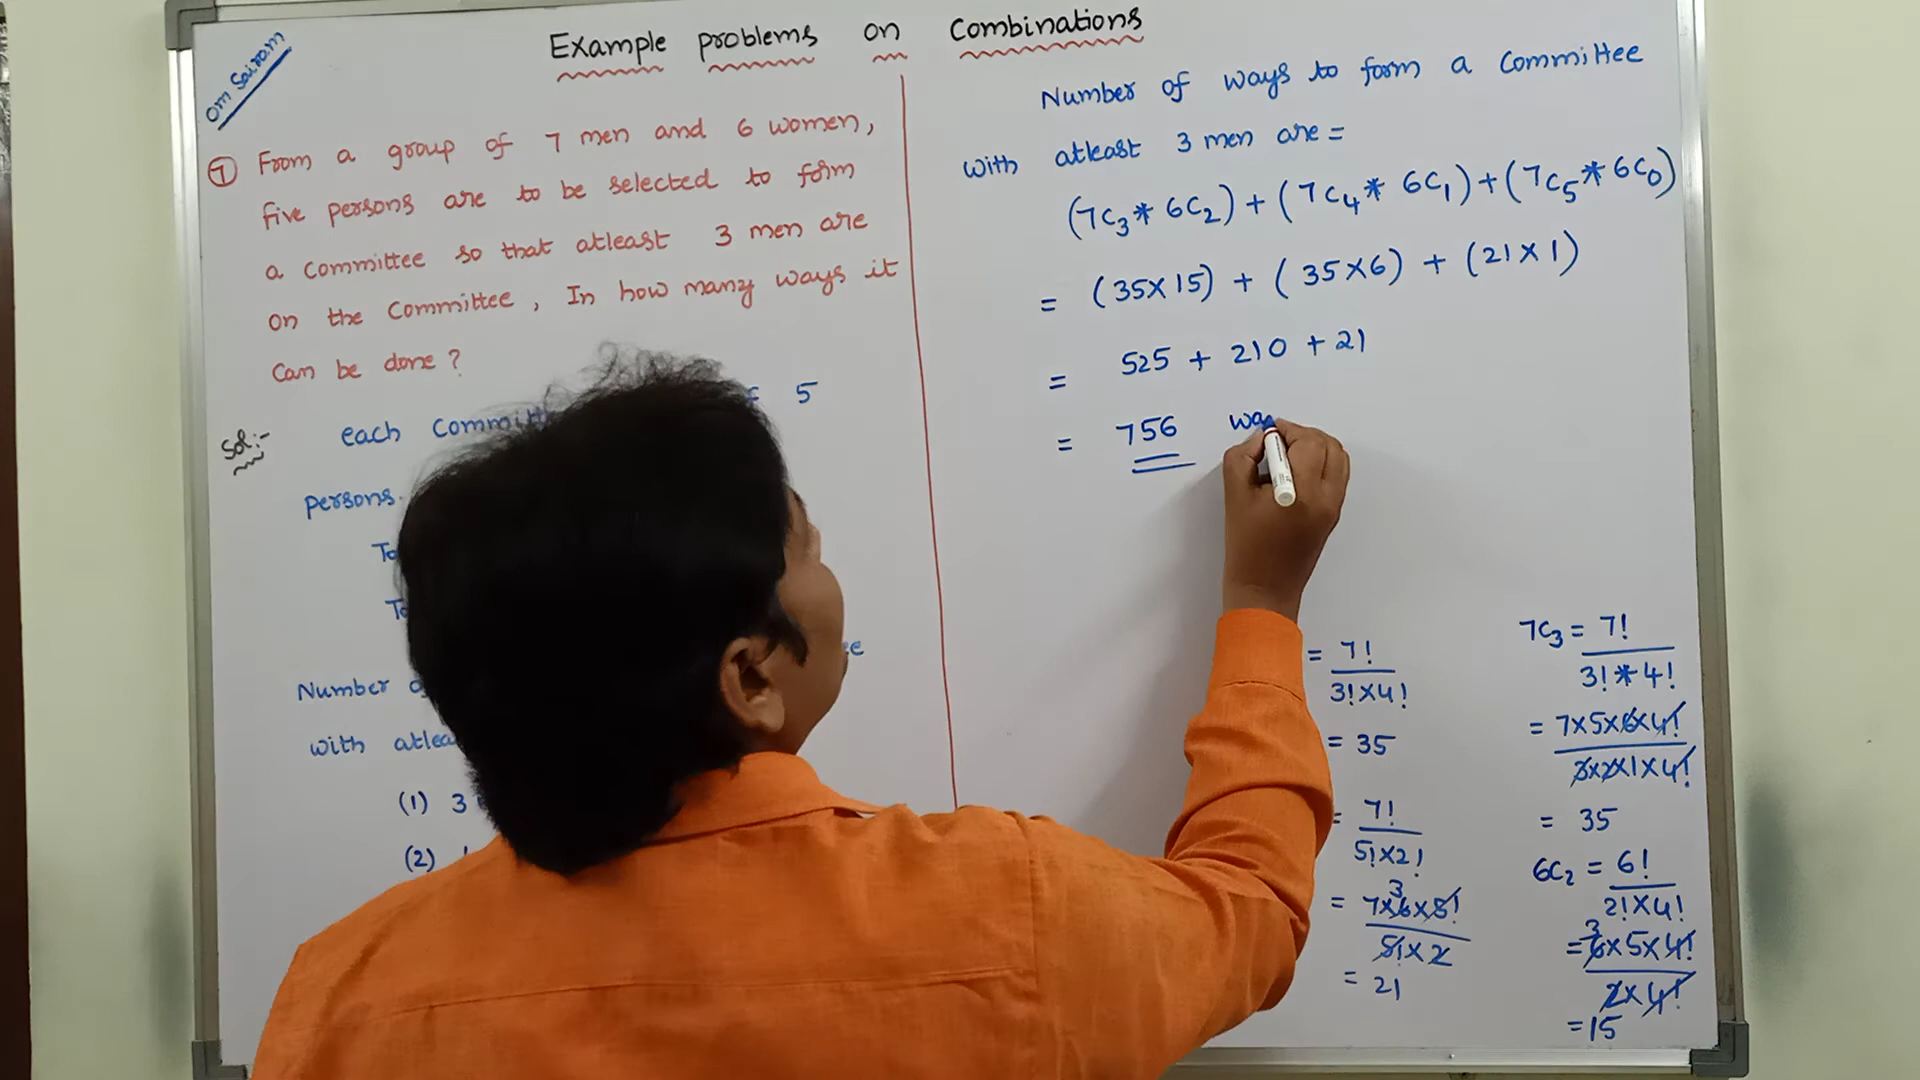 Example problems on Combinations
Om Sairam
7 From a group of 7 men and 6 women,
five persons are to be selected to form
a committee so that atleast 3 men are
on the committee, In how many ways it
can be done?
Sol:- each Committ 5
persons.
Number
with atlea
(1) 3
(2)
Number of ways to form a committee
with atleast 3 men are =
(7C₃ * 6C₂) + (7C₄ * 6C₁) + (7C₅ * 6C₀)
= (35×15) + (35×6) + (21×1)
= 525 + 210 + 21
= 756 wa
= 7!
3!×4!
= 35
= 7!
5!×2!
= 7×6×5!
3
5!×2
= 21
7C₃ = 7!
3!*4!
= 7×5×6×4!
3×2×1×4!
= 35
6C₂ = 6!
2!×4!
3
= 6×5×4!
2×4!
= 15